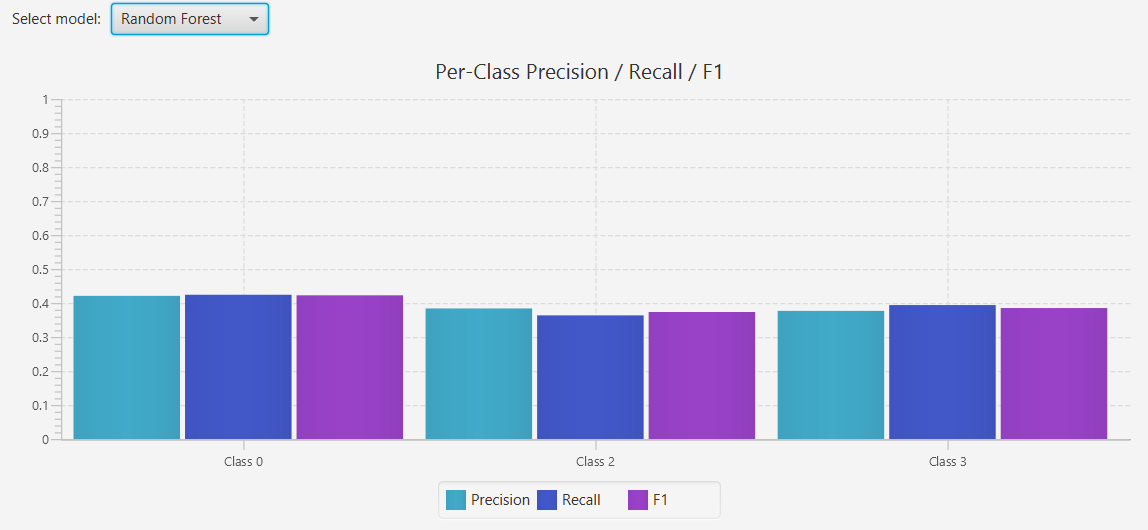 Select model: Random Forest
Per-Class Precision / Recall / F1
1
0.9
0.8
0.7
0.6
0.5
0.4
0.3
0.2
0.1
0
Class 0 Class 2 Class 3
Precision Recall F1